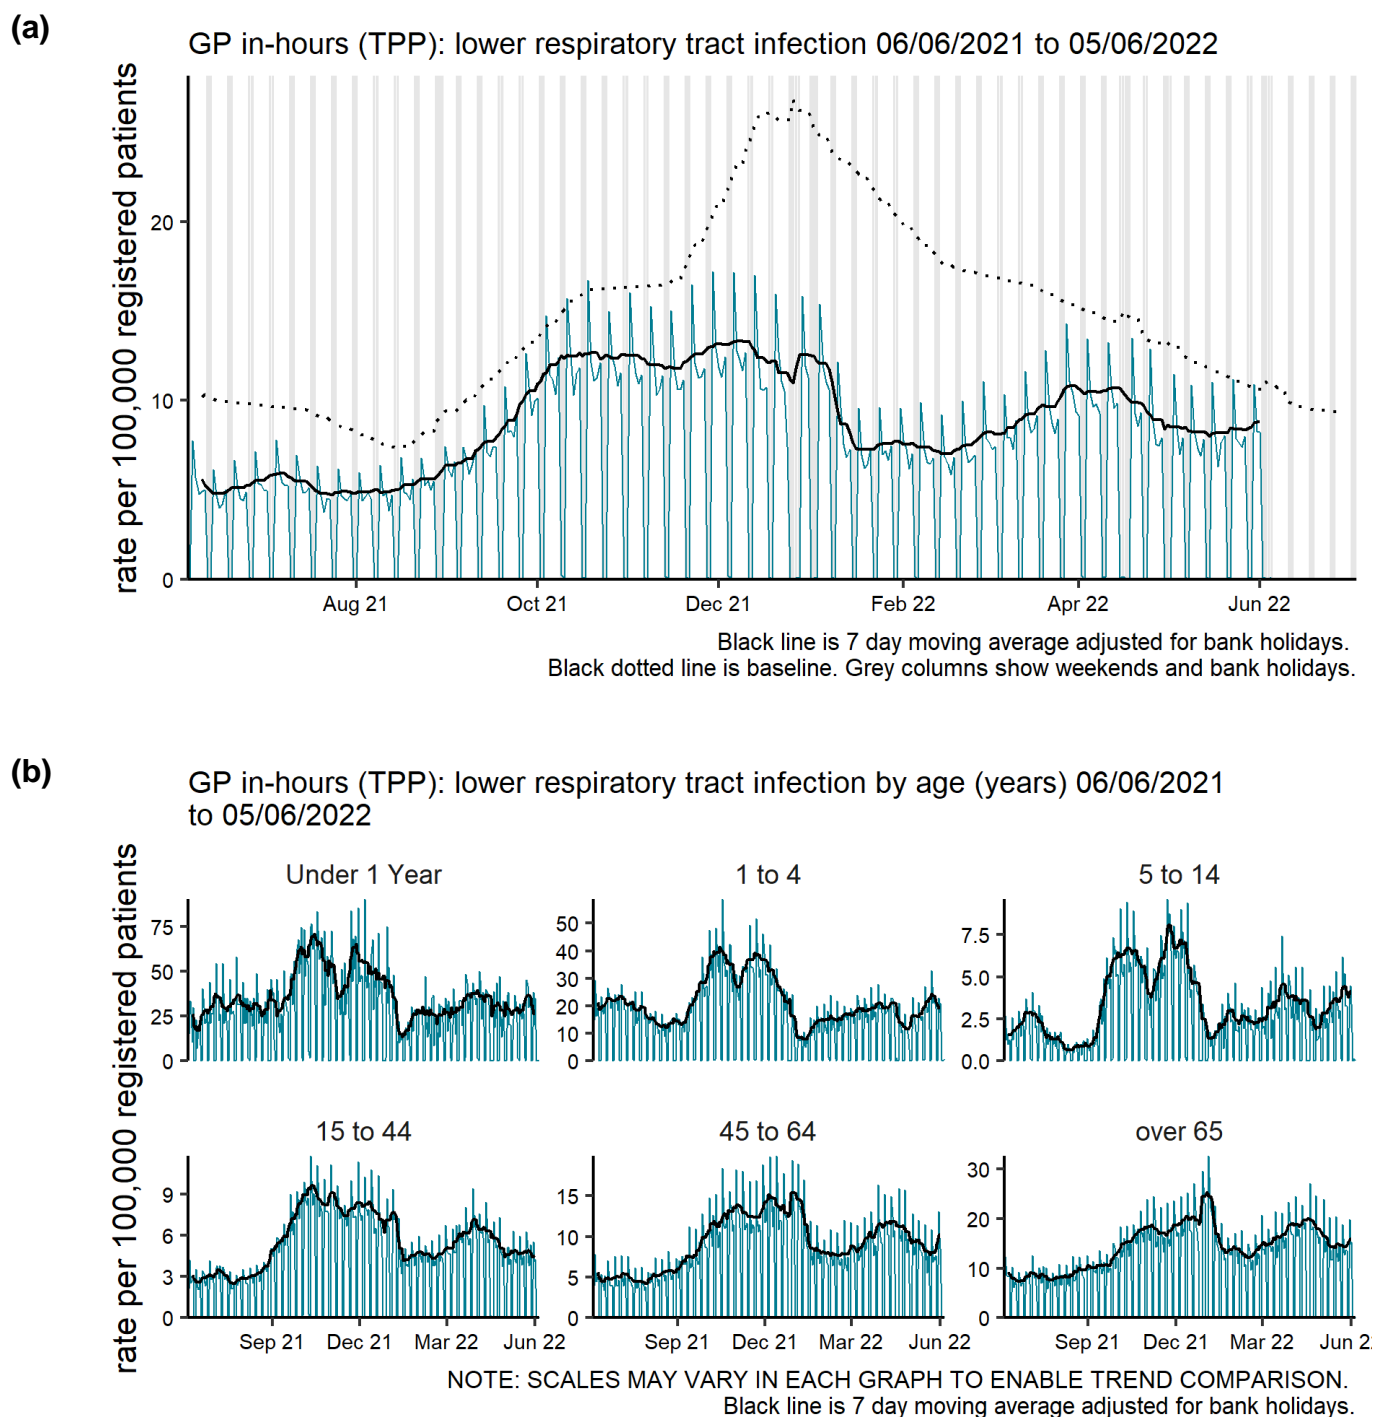 (a)
GP in-hours (TPP): lower respiratory tract infection 06/06/2021 to 05/06/2022
rate per 100,000 registered patients
20
10
0
Aug 21 Oct 21 Dec 21 Feb 22 Apr 22 Jun 22
Black line is 7 day moving average adjusted for bank holidays.
Black dotted line is baseline. Grey columns show weekends and bank holidays.
(b)
GP in-hours (TPP): lower respiratory tract infection by age (years) 06/06/2021
to 05/06/2022
rate per 100,000 registered patients
Under 1 Year
75
50
25
0
1 to 4
50
40
30
20
10
0
5 to 14
7.5
5.0
2.5
0.0
15 to 44
9
6
3
0
Sep 21 Dec 21 Mar 22 Jun 22
45 to 64
15
10
5
0
Sep 21 Dec 21 Mar 22 Jun 22
over 65
30
20
10
0
Sep 21 Dec 21 Mar 22 Jun 2
NOTE: SCALES MAY VARY IN EACH GRAPH TO ENABLE TREND COMPARISON.
Black line is 7 day moving average adjusted for bank holidays.